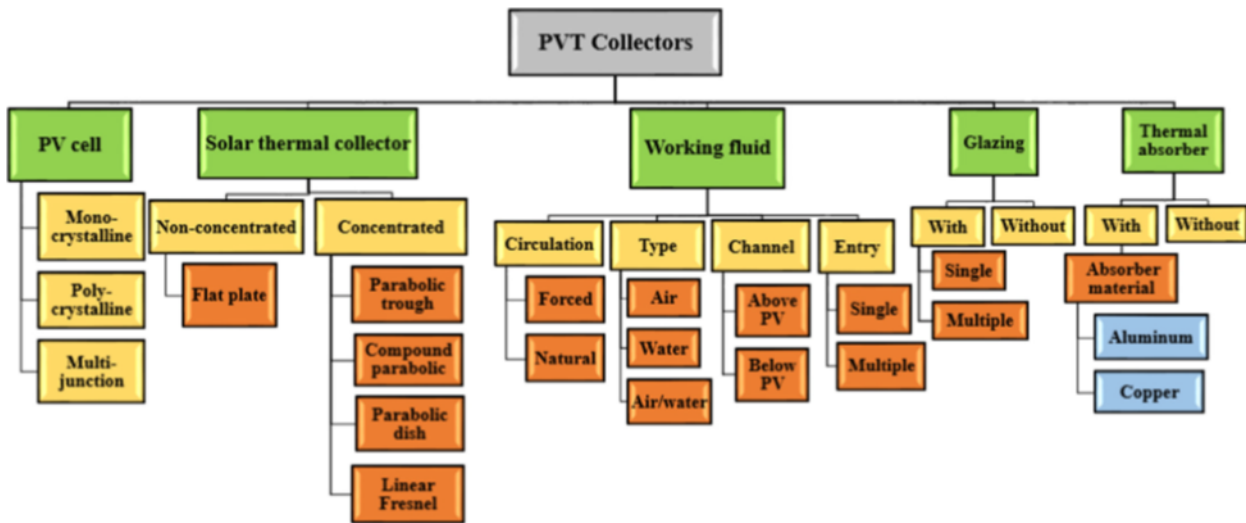 PVT Collectors
PV cell
Solar thermal collector
Working fluid
Glazing
Thermal
absorber
Mono-
crystalline
Poly-
crystalline
Multi-
junction
Non-concentrated
Flat plate
Concentrated
Parabolic
trough
Compound
parabolic
Parabolic
dish
Linear
Fresnel
Circulation
Forced
Natural
Type
Air
Water
Air/water
Channel
Above
PV
Below
PV
Entry
Single
Multiple
With
Without
Single
Multiple
With
Without
Absorber
material
Aluminum
Copper